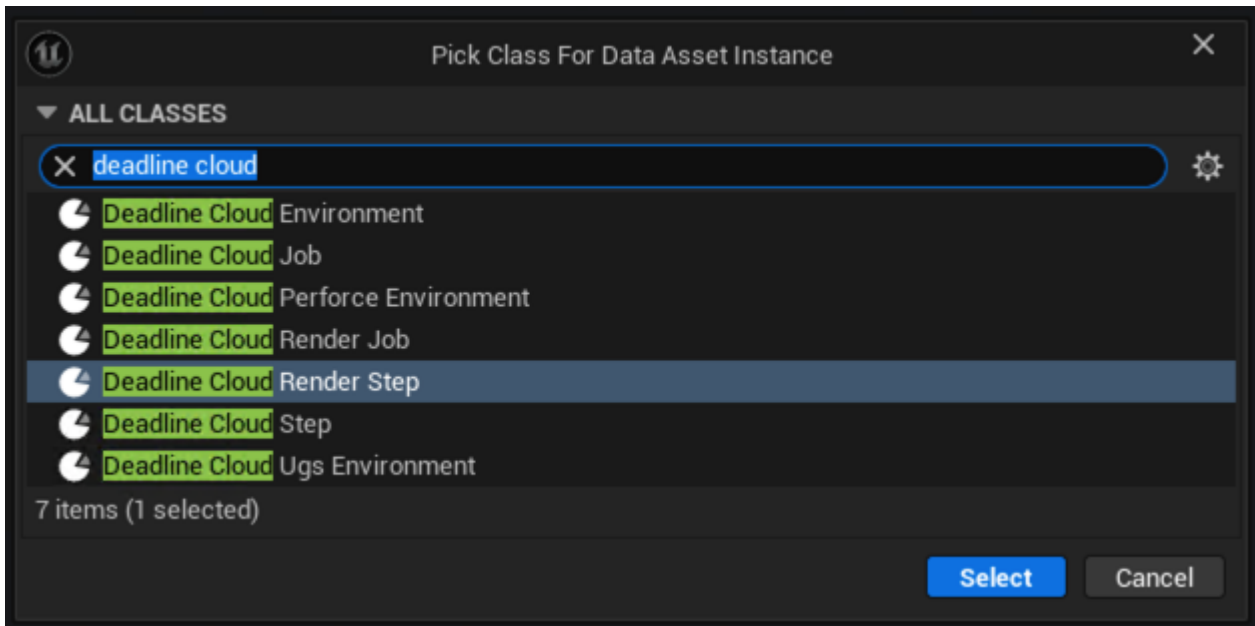 Pick Class For Data Asset Instance
ALL CLASSES
deadline cloud
Deadline Cloud Environment
Deadline Cloud Job
Deadline Cloud Perforce Environment
Deadline Cloud Render Job
Deadline Cloud Render Step
Deadline Cloud Step
Deadline Cloud Ugs Environment
7 items (1 selected)
Select Cancel